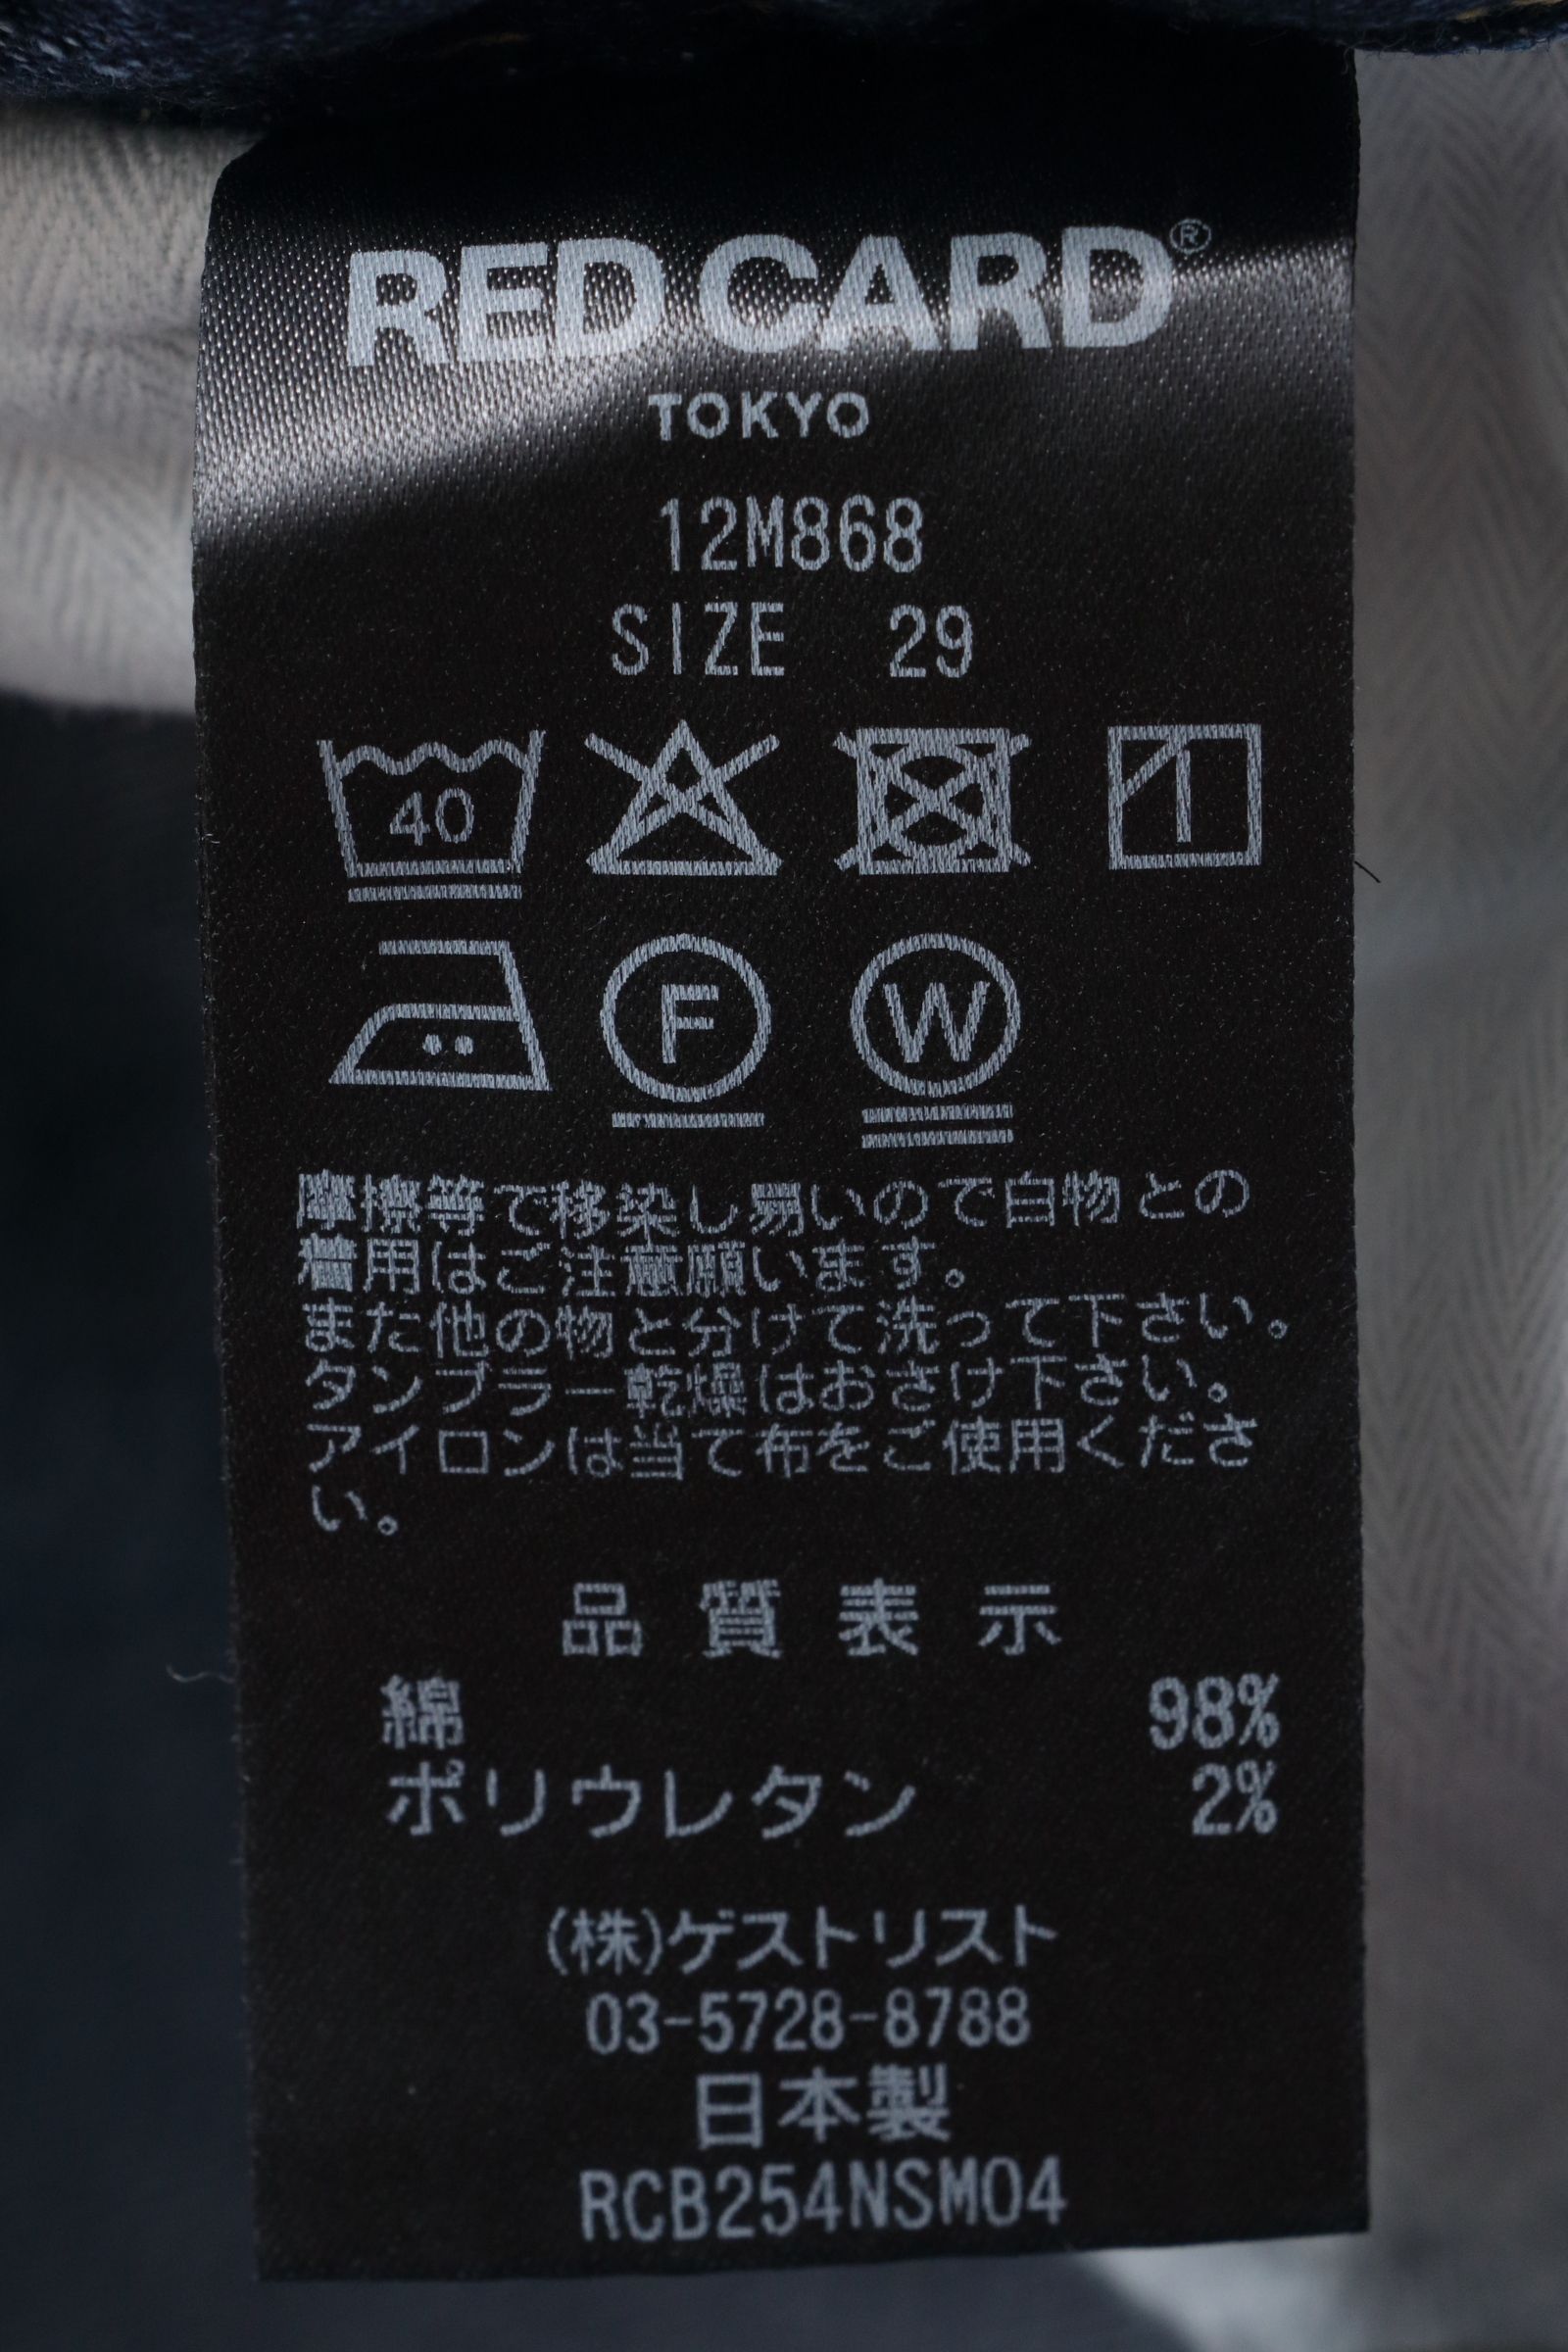 RED CARD®
TOKYO
12M868
SIZE 29
40
F W
摩擦等で移染し易いので白物との
着用はご注意願います。
また他の物と分けて洗って下さい。
タンブラー乾燥はおさけ下さい。
アイロンは当て布をご使用くださ
い。
品質表示
綿 98%
ポリウレタン 2%
(株)ゲストリスト
03-5728-8788
日本製
RCB254NSM04